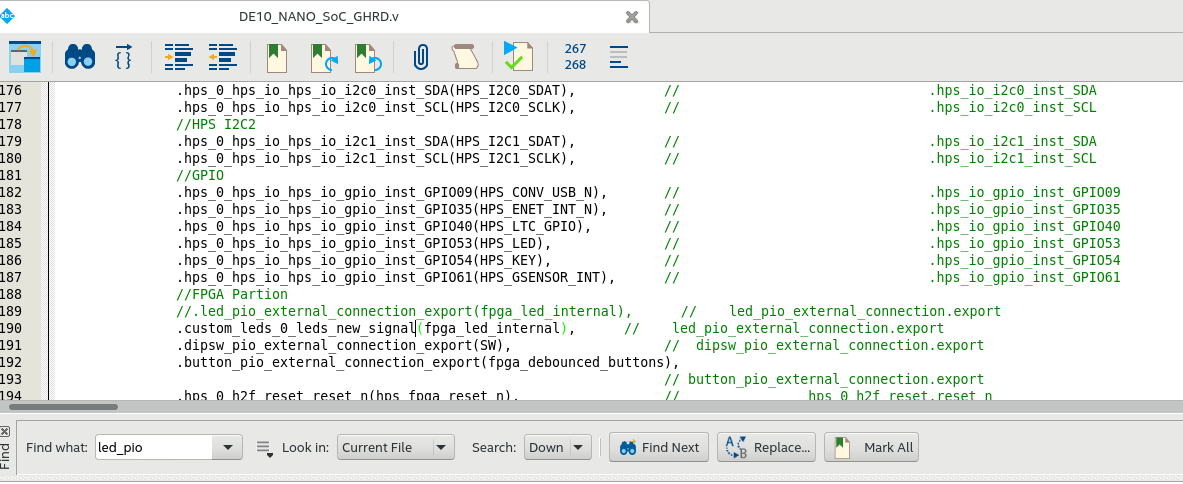 abc
DE10_NANO_SoC_GHRD.v
267
268
176 .hps_0_hps_io_hps_io_i2c0_inst_SDA(HPS_I2C0_SDAT), // .hps_io_i2c0_inst_SDA
177 .hps_0_hps_io_hps_io_i2c0_inst_SCL(HPS_I2C0_SCLK), // .hps_io_i2c0_inst_SCL
178 //HPS I2C2
179 .hps_0_hps_io_hps_io_i2c1_inst_SDA(HPS_I2C1_SDAT), // .hps_io_i2c1_inst_SDA
180 .hps_0_hps_io_hps_io_i2c1_inst_SCL(HPS_I2C1_SCLK), // .hps_io_i2c1_inst_SCL
181 //GPIO
182 .hps_0_hps_io_hps_io_gpio_inst_GPIO09(HPS_CONV_USB_N), // .hps_io_gpio_inst_GPIO09
183 .hps_0_hps_io_hps_io_gpio_inst_GPIO35(HPS_ENET_INT_N), // .hps_io_gpio_inst_GPIO35
184 .hps_0_hps_io_hps_io_gpio_inst_GPIO40(HPS_LTC_GPIO), // .hps_io_gpio_inst_GPIO40
185 .hps_0_hps_io_hps_io_gpio_inst_GPIO53(HPS_LED), // .hps_io_gpio_inst_GPIO53
186 .hps_0_hps_io_hps_io_gpio_inst_GPIO54(HPS_KEY), // .hps_io_gpio_inst_GPIO54
187 .hps_0_hps_io_hps_io_gpio_inst_GPIO61(HPS_GSENSOR_INT), // .hps_io_gpio_inst_GPIO61
188 //FPGA Partion
189 //.led_pio_external_connection_export(fpga_led_internal), // led_pio_external_connection.export
190 .custom_leds_0_leds_new_signal(fpga_led_internal), // led_pio_external_connection.export
191 .dipsw_pio_external_connection_export(SW), // dipsw_pio_external_connection.export
192 .button_pio_external_connection_export(fpga_debounced_buttons),
193 // button_pio_external_connection.export
194 .hps_0_h2f_reset_reset_n(hps_fpga_reset_n), // hps_0_h2f_reset.reset_n
Find
Find what: led_pio Look in: Current File Search: Down Find Next A B Replace... Mark All